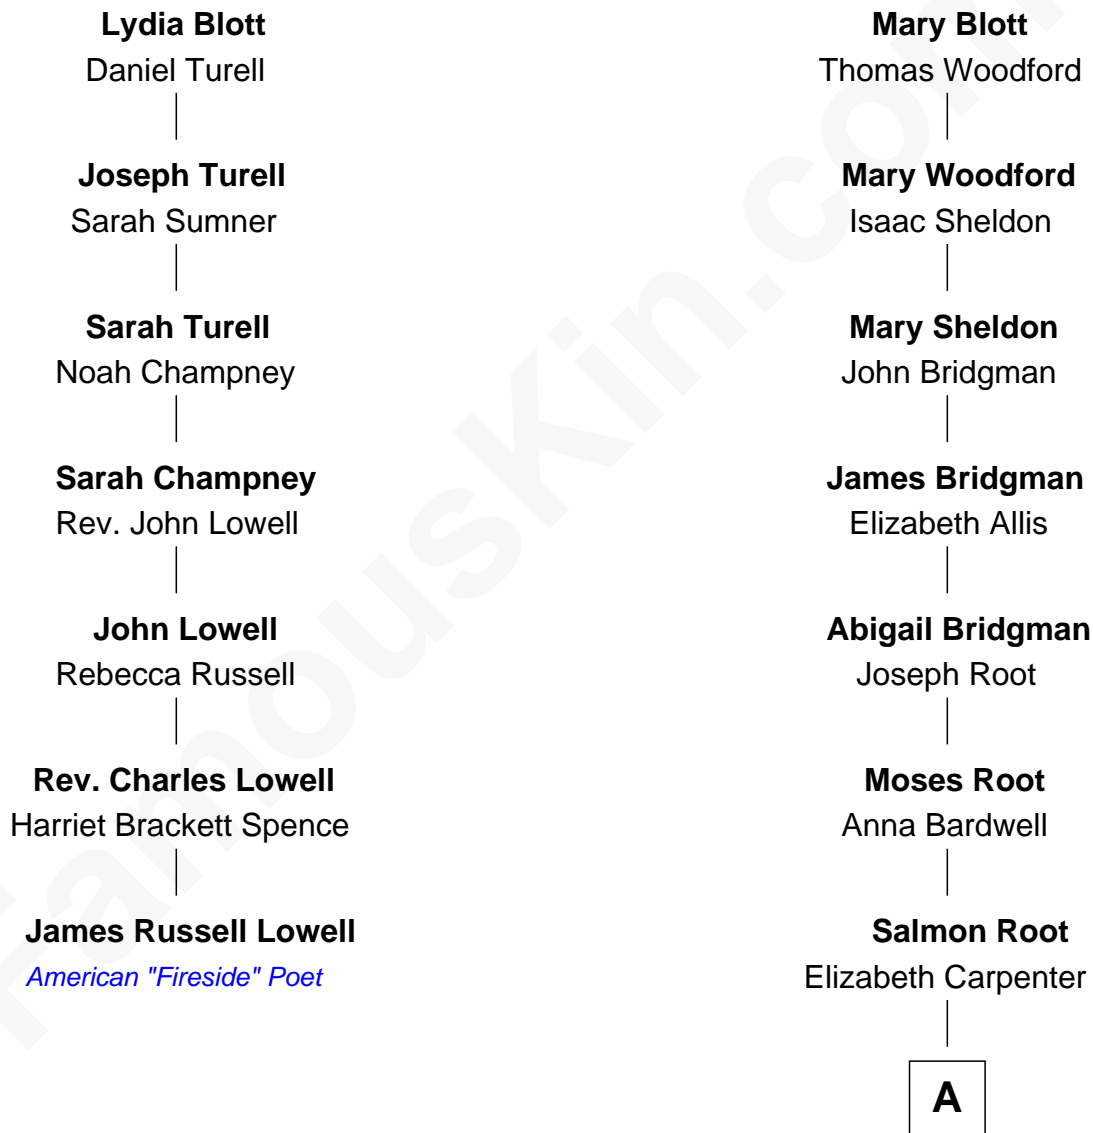 Lydia Blott
Daniel Turell
Joseph Turell
Sarah Sumner
Sarah Turell
Noah Champney
Sarah Champney
Rev. John Lowell
John Lowell
Rebecca Russell
Rev. Charles Lowell
Harriet Brackett Spence
James Russell Lowell
American "Fireside" Poet
Mary Blott
Thomas Woodford
Mary Woodford
Isaac Sheldon
Mary Sheldon
John Bridgman
James Bridgman
Elizabeth Allis
Abigail Bridgman
Joseph Root
Moses Root
Anna Bardwell
Salmon Root
Elizabeth Carpenter
A
FamousKin.com